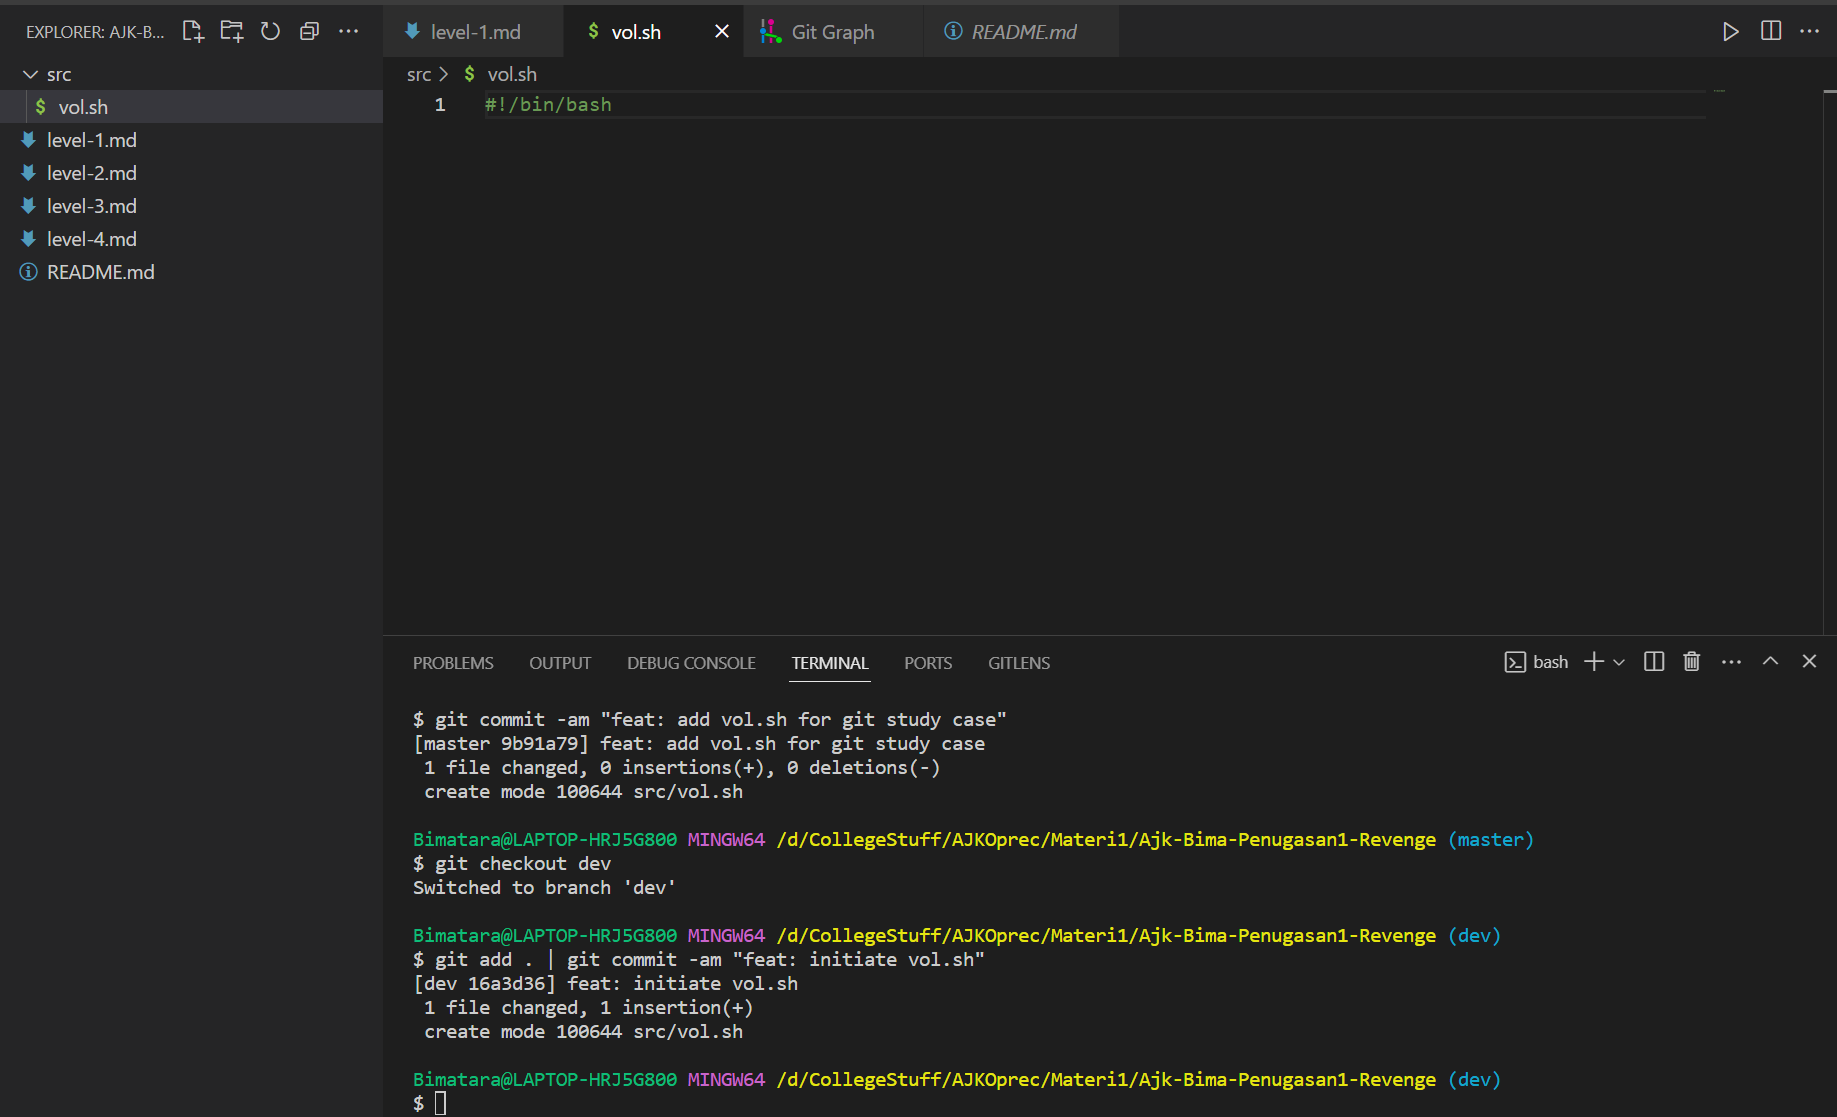 EXPLORER: AJK-B...
src
$ vol.sh
level-1.md
level-2.md
level-3.md
level-4.md
README.md
level-1.md
$ vol.sh
Git Graph
README.md
src > $ vol.sh
1 #!/bin/bash
PROBLEMS OUTPUT DEBUG CONSOLE TERMINAL PORTS GITLENS
bash
$ git commit -am "feat: add vol.sh for git study case"
[master 9b91a79] feat: add vol.sh for git study case
 1 file changed, 0 insertions(+), 0 deletions(-)
 create mode 100644 src/vol.sh
Bimatara@LAPTOP-HRJ5G800 MINGW64 /d/CollegeStuff/AJKOprec/Materi1/Ajk-Bima-Penugasan1-Revenge (master)
$ git checkout dev
Switched to branch 'dev'
Bimatara@LAPTOP-HRJ5G800 MINGW64 /d/CollegeStuff/AJKOprec/Materi1/Ajk-Bima-Penugasan1-Revenge (dev)
$ git add . | git commit -am "feat: initiate vol.sh"
[dev 16a3d36] feat: initiate vol.sh
 1 file changed, 1 insertion(+)
 create mode 100644 src/vol.sh
Bimatara@LAPTOP-HRJ5G800 MINGW64 /d/CollegeStuff/AJKOprec/Materi1/Ajk-Bima-Penugasan1-Revenge (dev)
$